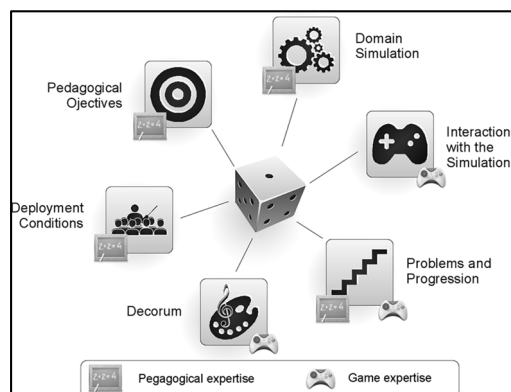 Domain
Simulation
Pedagogical
Ojectives
Interaction
with the
Simulation
Deployment
Conditions
Problems and
Progression
Decorum
Pegagogical expertise
Game expertise